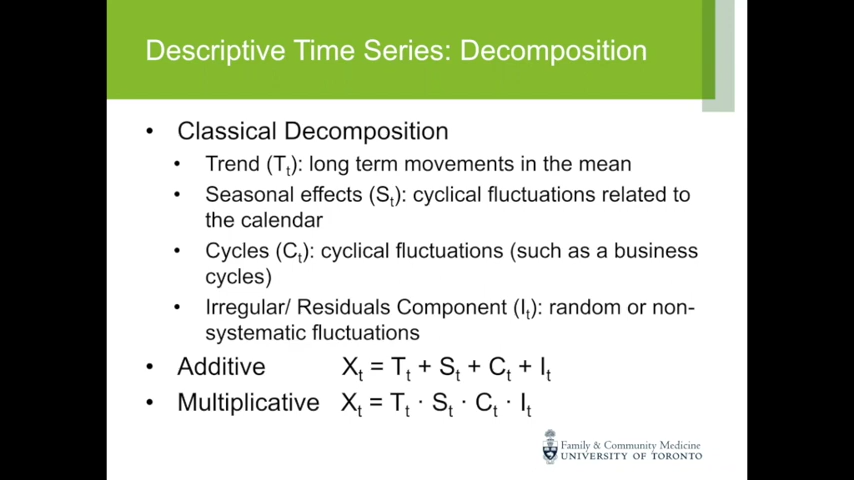 Descriptive Time Series: Decomposition
• Classical Decomposition
• Trend (Tt): long term movements in the mean
• Seasonal effects (St): cyclical fluctuations related to
the calendar
• Cycles (Ct): cyclical fluctuations (such as a business
cycles)
• Irregular/ Residuals Component (It): random or non-
systematic fluctuations
• Additive Xt = Tt + St + Ct + It
• Multiplicative Xt = Tt · St · Ct · It
Family & Community Medicine
UNIVERSITY OF TORONTO